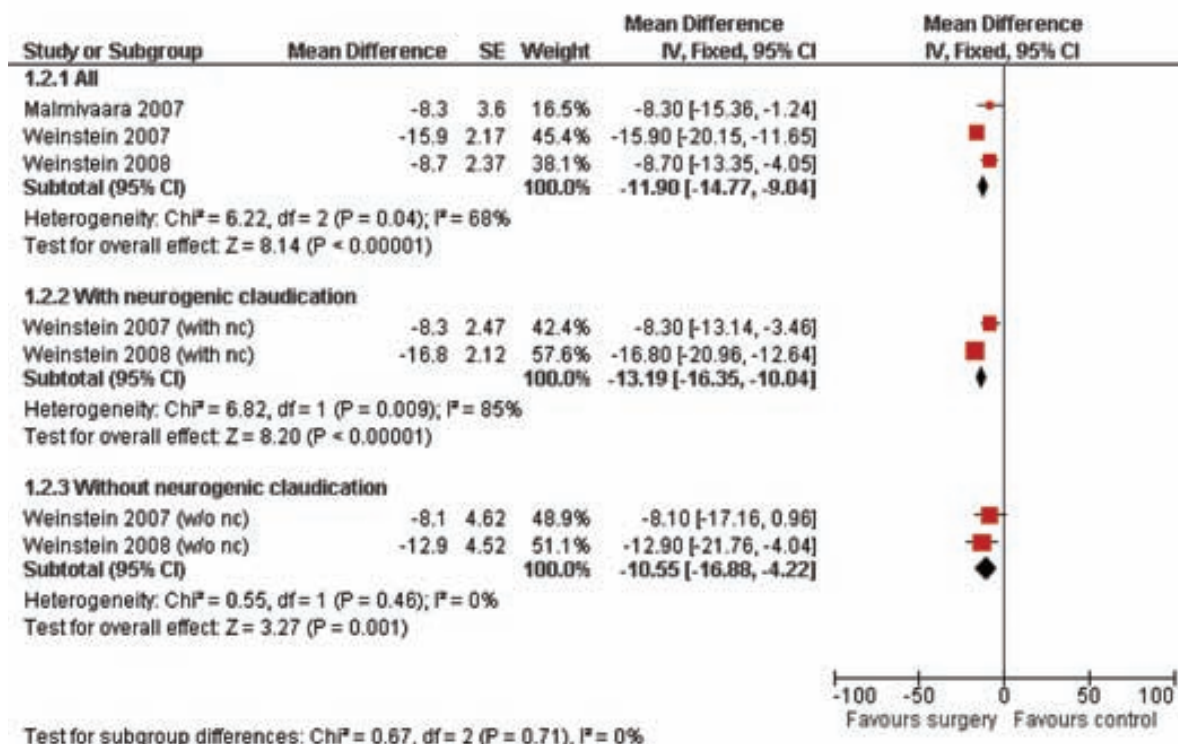 Mean Difference Mean Difference
Study or Subgroup Mean Difference SE Weight IV, Fixed, 95% CI IV, Fixed, 95% CI
1.2.1 All
Malmivaara 2007 -8.3 3.6 16.5% -8.30 [-15.36, -1.24]
Weinstein 2007 -15.9 2.17 45.4% -15.90 [-20.15, -11.65]
Weinstein 2008 -8.7 2.37 38.1% -8.70 [-13.35, -4.05]
Subtotal (95% CI) 100.0% -11.90 [-14.77, -9.04]
Heterogeneity: Chi² = 6.22, df = 2 (P = 0.04); I² = 68%
Test for overall effect: Z = 8.14 (P < 0.00001)
1.2.2 With neurogenic claudication
Weinstein 2007 (with nc) -8.3 2.47 42.4% -8.30 [-13.14, -3.46]
Weinstein 2008 (with nc) -16.8 2.12 57.6% -16.80 [-20.96, -12.64]
Subtotal (95% CI) 100.0% -13.19 [-16.35, -10.04]
Heterogeneity: Chi² = 6.82, df = 1 (P = 0.009); I² = 85%
Test for overall effect: Z = 8.20 (P < 0.00001)
1.2.3 Without neurogenic claudication
Weinstein 2007 (w/o nc) -8.1 4.62 48.9% -8.10 [-17.16, 0.96]
Weinstein 2008 (w/o nc) -12.9 4.52 51.1% -12.90 [-21.76, -4.04]
Subtotal (95% CI) 100.0% -10.55 [-16.88, -4.22]
Heterogeneity: Chi² = 0.55, df = 1 (P = 0.46); I² = 0%
Test for overall effect: Z = 3.27 (P = 0.001)
-100 -50 0 50 100
Favours surgery Favours control
Test for subgroup differences: Chi² = 0.67, df = 2 (P = 0.71), I² = 0%